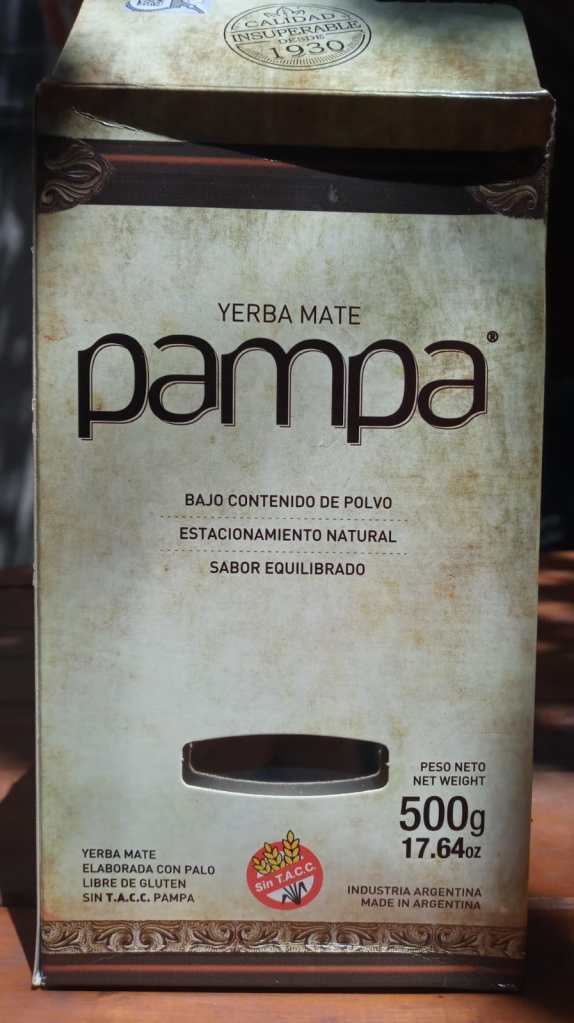 CALIDAD
INSUPERABLE
DESDE
1930
YERBA MATE
pampa®
BAJO CONTENIDO DE POLVO
ESTACIONAMIENTO NATURAL
SABOR EQUILIBRADO
PESO NETO
NET WEIGHT
500g
17.64oz
YERBA MATE
ELABORADA CON PALO
LIBRE DE GLUTEN
SIN T.A.C.C. PAMPA
Sin T.A.C.C.
INDUSTRIA ARGENTINA
MADE IN ARGENTINA